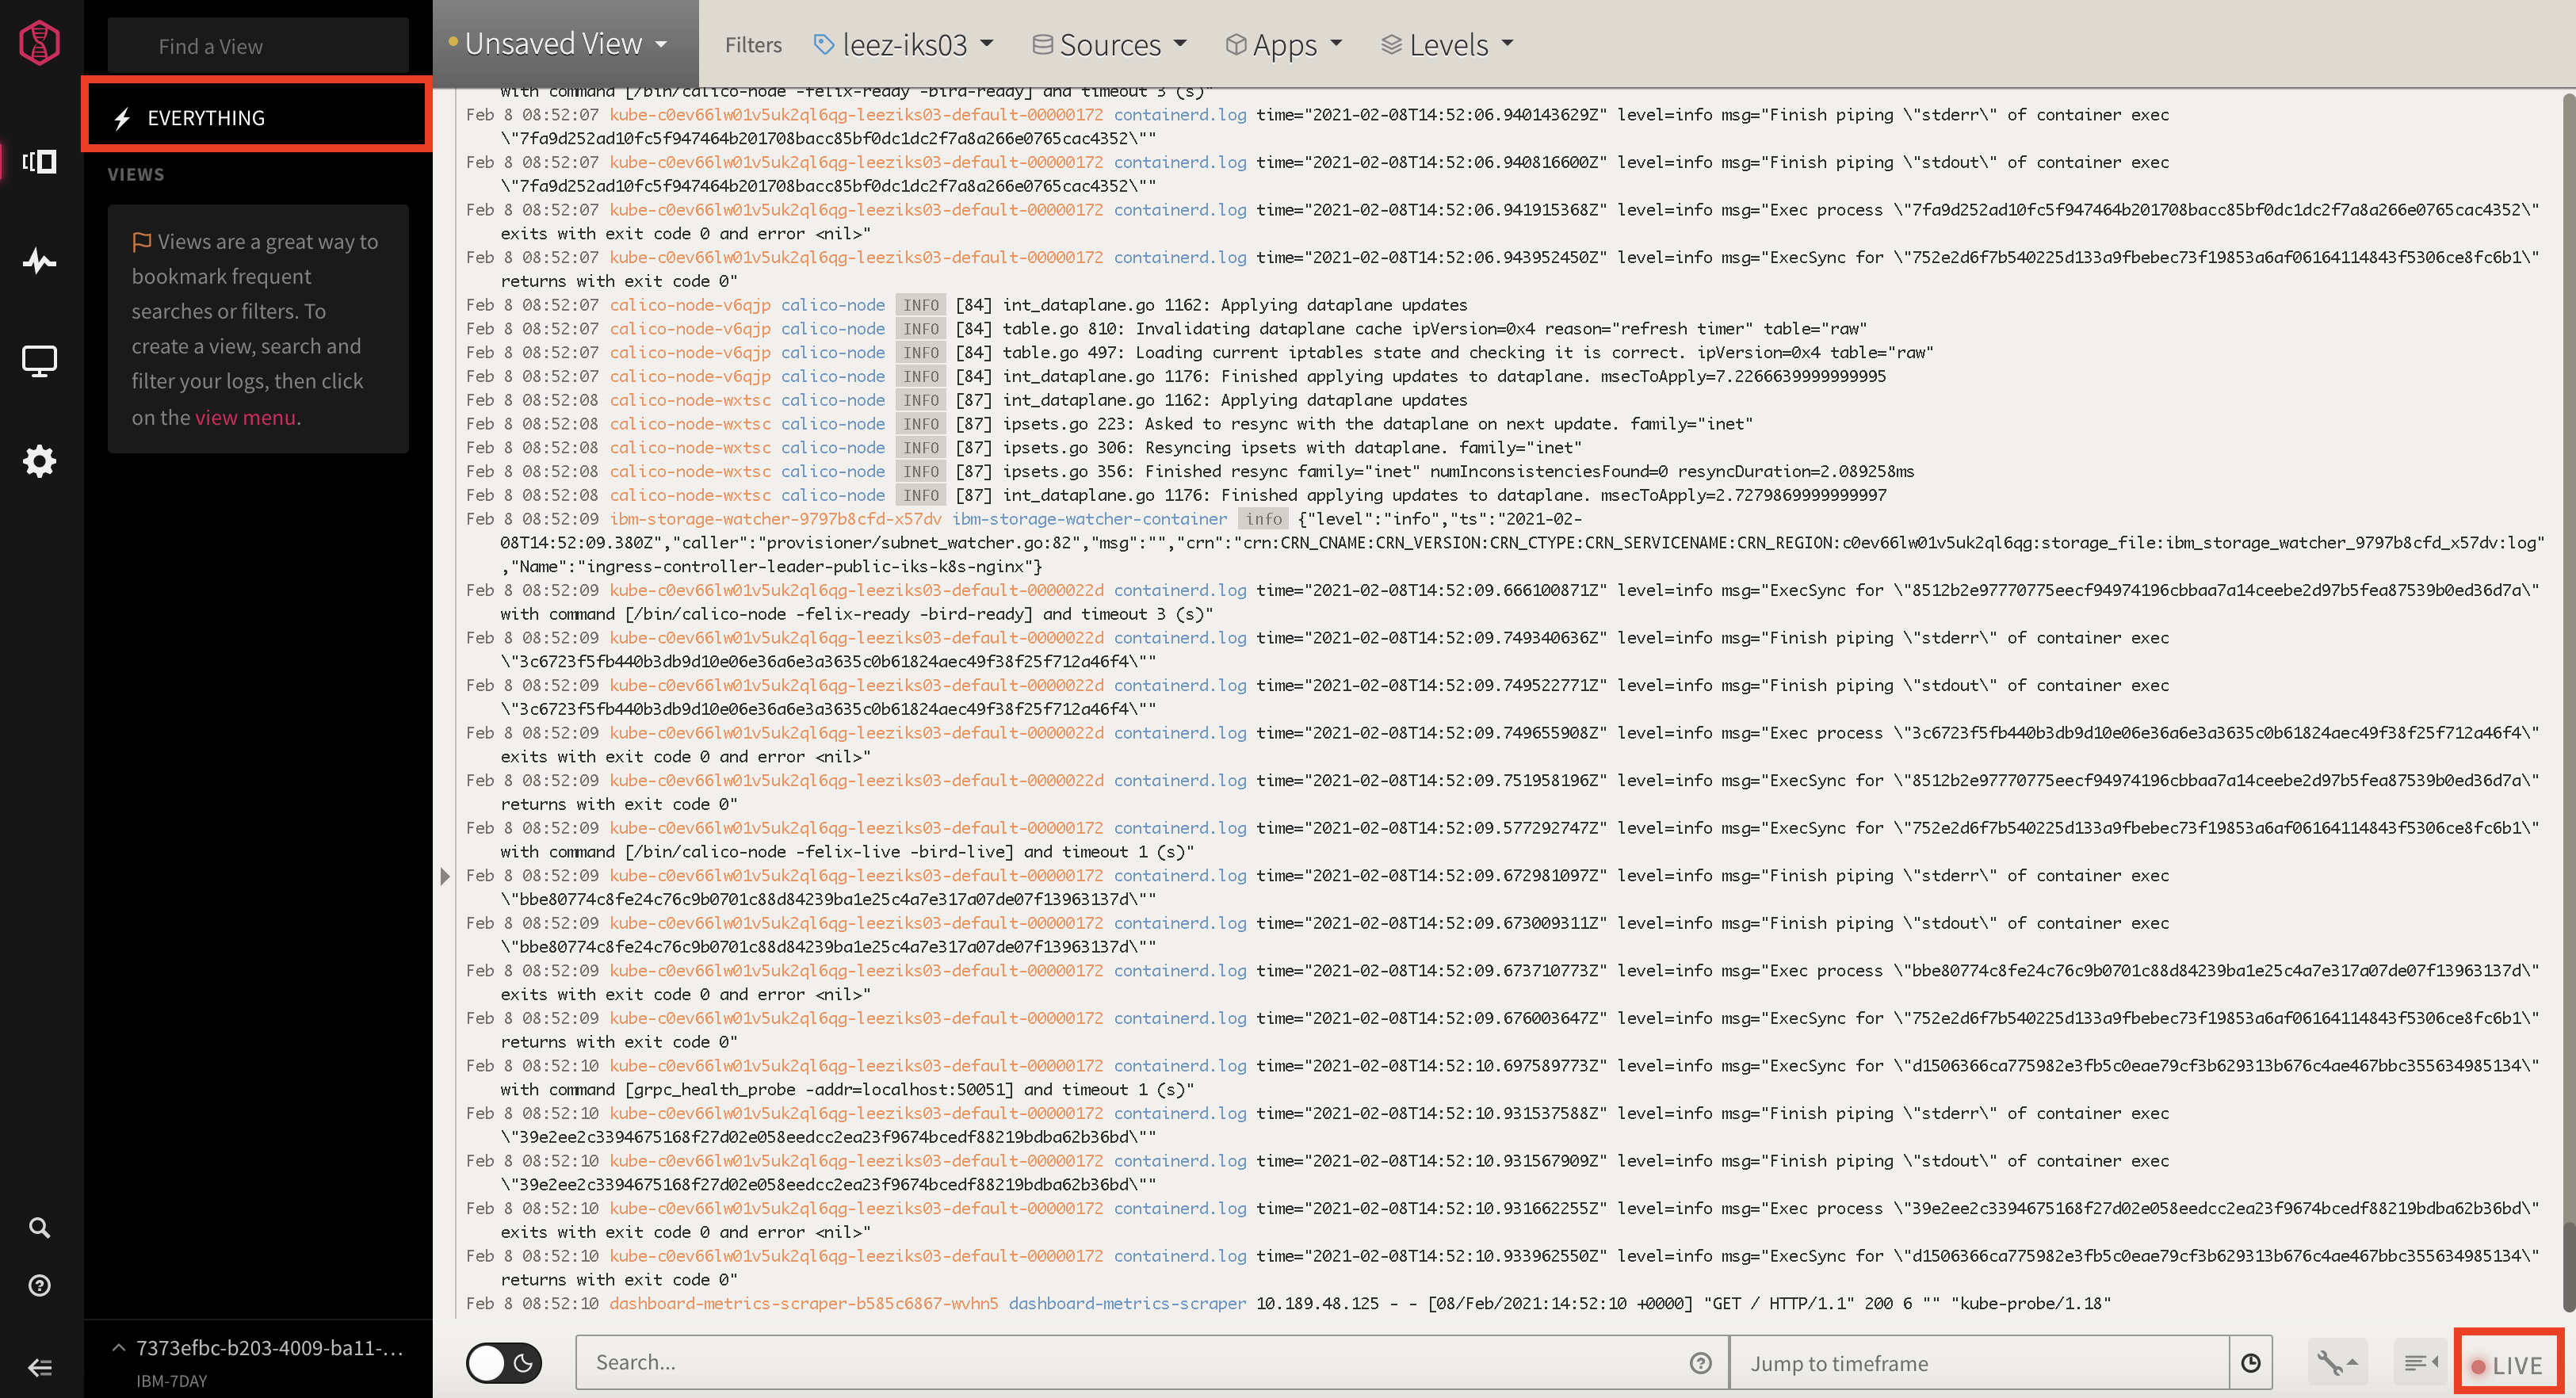 Find a View
EVERYTHING
VIEWS
Views are a great way to
bookmark frequent
searches or filters. To
create a view, search and
filter your logs, then click
on the view menu.
7373efbc-b203-4009-ba11-...
IBM-7DAY
Unsaved View
Filters
leez-iks03
Sources
Apps
Levels
with command [/bin/calico-node -felix-ready -bird-ready] and timeout 3 (s)"
Feb 8 08:52:07 kube-c0ev66lw01v5uk2ql6qg-leeziks03-default-00000172 containerd.log time="2021-02-08T14:52:06.940143629Z" level=info msg="Finish piping \"stderr\" of container exec
\"7fa9d252ad10fc5f947464b201708bacc85bf0dc1dc2f7a8a266e0765cac4352\""
Feb 8 08:52:07 kube-c0ev66lw01v5uk2ql6qg-leeziks03-default-00000172 containerd.log time="2021-02-08T14:52:06.940816600Z" level=info msg="Finish piping \"stdout\" of container exec
\"7fa9d252ad10fc5f947464b201708bacc85bf0dc1dc2f7a8a266e0765cac4352\""
Feb 8 08:52:07 kube-c0ev66lw01v5uk2ql6qg-leeziks03-default-00000172 containerd.log time="2021-02-08T14:52:06.941915368Z" level=info msg="Exec process \"7fa9d252ad10fc5f947464b201708bacc85bf0dc1dc2f7a8a266e0765cac4352\"
exits with exit code 0 and error <nil>"
Feb 8 08:52:07 kube-c0ev66lw01v5uk2ql6qg-leeziks03-default-00000172 containerd.log time="2021-02-08T14:52:06.943952450Z" level=info msg="ExecSync for \"752e2d6f7b540225d133a9fbebec73f19853a6af06164114843f5306ce8fc6b1\"
returns with exit code 0"
Feb 8 08:52:07 calico-node-v6qjp calico-node INFO [84] int_dataplane.go 1162: Applying dataplane updates
Feb 8 08:52:07 calico-node-v6qjp calico-node INFO [84] table.go 810: Invalidating dataplane cache ipVersion=0x4 reason="refresh timer" table="raw"
Feb 8 08:52:07 calico-node-v6qjp calico-node INFO [84] table.go 497: Loading current iptables state and checking it is correct. ipVersion=0x4 table="raw"
Feb 8 08:52:07 calico-node-v6qjp calico-node INFO [84] int_dataplane.go 1176: Finished applying updates to dataplane. msecToApply=7.2266639999999995
Feb 8 08:52:08 calico-node-wxtsc calico-node INFO [87] int_dataplane.go 1162: Applying dataplane updates
Feb 8 08:52:08 calico-node-wxtsc calico-node INFO [87] ipsets.go 223: Asked to resync with the dataplane on next update. family="inet"
Feb 8 08:52:08 calico-node-wxtsc calico-node INFO [87] ipsets.go 306: Resyncing ipsets with dataplane. family="inet"
Feb 8 08:52:08 calico-node-wxtsc calico-node INFO [87] ipsets.go 356: Finished resync family="inet" numInconsistenciesFound=0 resyncDuration=2.089258ms
Feb 8 08:52:08 calico-node-wxtsc calico-node INFO [87] int_dataplane.go 1176: Finished applying updates to dataplane. msecToApply=2.7279869999999997
Feb 8 08:52:09 ibm-storage-watcher-9797b8cfd-x57dv ibm-storage-watcher-container info {"level":"info","ts":"2021-02-
08T14:52:09.380Z","caller":"provisioner/subnet_watcher.go:82","msg":"","crn":"crn:CRN_CNAME:CRN_VERSION:CRN_CTYPE:CRN_SERVICENAME:CRN_REGION:c0ev66lw01v5uk2ql6qg:storage_file:ibm_storage_watcher_9797b8cfd_x57dv:log"
,"Name":"ingress-controller-leader-public-iks-k8s-nginx"}
Feb 8 08:52:09 kube-c0ev66lw01v5uk2ql6qg-leeziks03-default-0000022d containerd.log time="2021-02-08T14:52:09.666100871Z" level=info msg="ExecSync for \"8512b2e97770775eecf94974196cbbaa7a14ceebe2d97b5fea87539b0ed36d7a\"
with command [/bin/calico-node -felix-ready -bird-ready] and timeout 3 (s)"
Feb 8 08:52:09 kube-c0ev66lw01v5uk2ql6qg-leeziks03-default-0000022d containerd.log time="2021-02-08T14:52:09.749340636Z" level=info msg="Finish piping \"stderr\" of container exec
\"3c6723f5fb440b3db9d10e06e36a6e3a3635c0b61824aec49f38f25f712a46f4\""
Feb 8 08:52:09 kube-c0ev66lw01v5uk2ql6qg-leeziks03-default-0000022d containerd.log time="2021-02-08T14:52:09.749522771Z" level=info msg="Finish piping \"stdout\" of container exec
\"3c6723f5fb440b3db9d10e06e36a6e3a3635c0b61824aec49f38f25f712a46f4\""
Feb 8 08:52:09 kube-c0ev66lw01v5uk2ql6qg-leeziks03-default-0000022d containerd.log time="2021-02-08T14:52:09.749655908Z" level=info msg="Exec process \"3c6723f5fb440b3db9d10e06e36a6e3a3635c0b61824aec49f38f25f712a46f4\"
exits with exit code 0 and error <nil>"
Feb 8 08:52:09 kube-c0ev66lw01v5uk2ql6qg-leeziks03-default-0000022d containerd.log time="2021-02-08T14:52:09.751958196Z" level=info msg="ExecSync for \"8512b2e97770775eecf94974196cbbaa7a14ceebe2d97b5fea87539b0ed36d7a\"
returns with exit code 0"
Feb 8 08:52:09 kube-c0ev66lw01v5uk2ql6qg-leeziks03-default-00000172 containerd.log time="2021-02-08T14:52:09.577292747Z" level=info msg="ExecSync for \"752e2d6f7b540225d133a9fbebec73f19853a6af06164114843f5306ce8fc6b1\"
with command [/bin/calico-node -felix-live -bird-live] and timeout 1 (s)"
Feb 8 08:52:09 kube-c0ev66lw01v5uk2ql6qg-leeziks03-default-00000172 containerd.log time="2021-02-08T14:52:09.672981097Z" level=info msg="Finish piping \"stderr\" of container exec
\"bbe80774c8fe24c76c9b0701c88d84239ba1e25c4a7e317a07de07f13963137d\""
Feb 8 08:52:09 kube-c0ev66lw01v5uk2ql6qg-leeziks03-default-00000172 containerd.log time="2021-02-08T14:52:09.673009311Z" level=info msg="Finish piping \"stdout\" of container exec
\"bbe80774c8fe24c76c9b0701c88d84239ba1e25c4a7e317a07de07f13963137d\""
Feb 8 08:52:09 kube-c0ev66lw01v5uk2ql6qg-leeziks03-default-00000172 containerd.log time="2021-02-08T14:52:09.673710773Z" level=info msg="Exec process \"bbe80774c8fe24c76c9b0701c88d84239ba1e25c4a7e317a07de07f13963137d\"
exits with exit code 0 and error <nil>"
Feb 8 08:52:09 kube-c0ev66lw01v5uk2ql6qg-leeziks03-default-00000172 containerd.log time="2021-02-08T14:52:09.676003647Z" level=info msg="ExecSync for \"752e2d6f7b540225d133a9fbebec73f19853a6af06164114843f5306ce8fc6b1\"
returns with exit code 0"
Feb 8 08:52:10 kube-c0ev66lw01v5uk2ql6qg-leeziks03-default-00000172 containerd.log time="2021-02-08T14:52:10.697589773Z" level=info msg="ExecSync for \"d1506366ca775982e3fb5c0eae79cf3b629313b676c4ae467bbc355634985134\"
with command [grpc_health_probe -addr=localhost:50051] and timeout 1 (s)"
Feb 8 08:52:10 kube-c0ev66lw01v5uk2ql6qg-leeziks03-default-00000172 containerd.log time="2021-02-08T14:52:10.931537588Z" level=info msg="Finish piping \"stderr\" of container exec
\"39e2ee2c3394675168f27d02e058eedcc2ea23f9674bcedf88219bdba62b36bd\""
Feb 8 08:52:10 kube-c0ev66lw01v5uk2ql6qg-leeziks03-default-00000172 containerd.log time="2021-02-08T14:52:10.931567909Z" level=info msg="Finish piping \"stdout\" of container exec
\"39e2ee2c3394675168f27d02e058eedcc2ea23f9674bcedf88219bdba62b36bd\""
Feb 8 08:52:10 kube-c0ev66lw01v5uk2ql6qg-leeziks03-default-00000172 containerd.log time="2021-02-08T14:52:10.931662255Z" level=info msg="Exec process \"39e2ee2c3394675168f27d02e058eedcc2ea23f9674bcedf88219bdba62b36bd\"
exits with exit code 0 and error <nil>"
Feb 8 08:52:10 kube-c0ev66lw01v5uk2ql6qg-leeziks03-default-00000172 containerd.log time="2021-02-08T14:52:10.933962550Z" level=info msg="ExecSync for \"d1506366ca775982e3fb5c0eae79cf3b629313b676c4ae467bbc355634985134\"
returns with exit code 0"
Feb 8 08:52:10 dashboard-metrics-scraper-b585c6867-wvhn5 dashboard-metrics-scraper 10.189.48.125 - - [08/Feb/2021:14:52:10 +0000] "GET / HTTP/1.1" 200 6 "" "kube-probe/1.18"
Search...
Jump to timeframe
LIVE